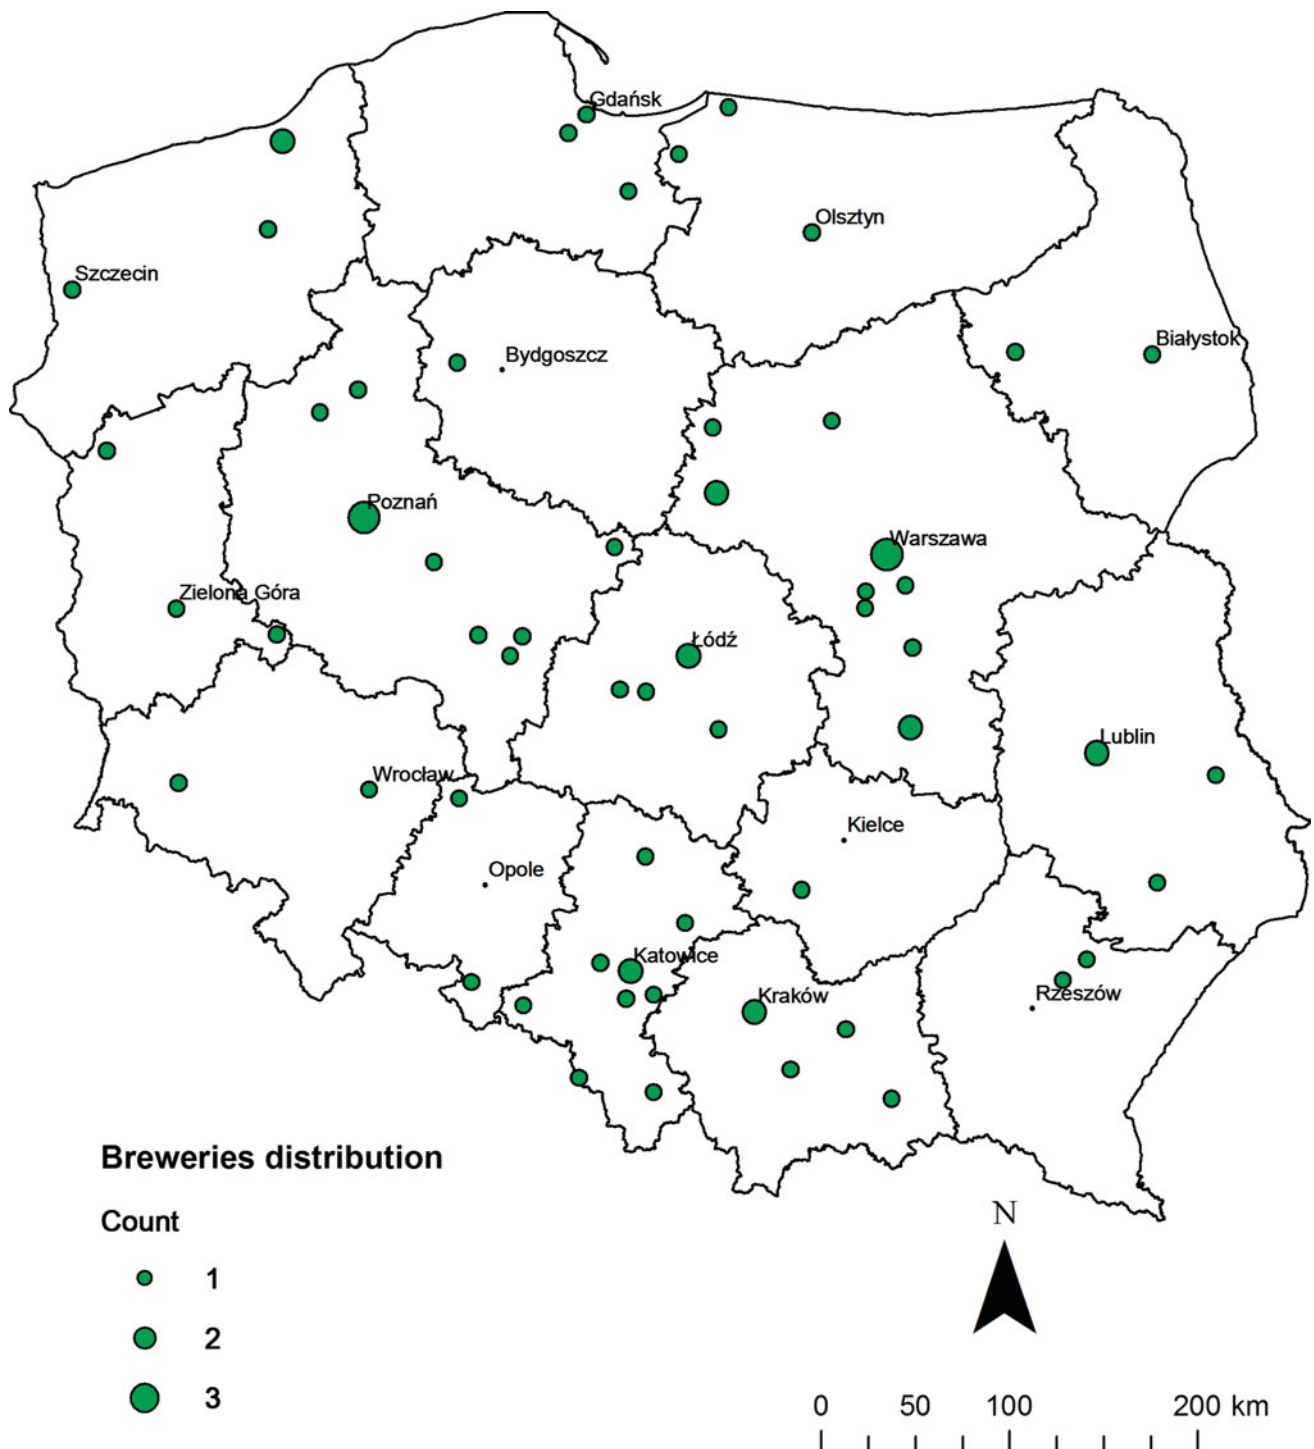 Gdańsk
Olsztyn
Szczecin
Białystok
Bydgoszcz
Poznań
Warszawa
Zielona Góra
Łódź
Lublin
Wrocław
Kielce
Opole
Katowice
Kraków
Rzeszów
Breweries distribution
Count
1
2
3
N
0 50 100 200 km